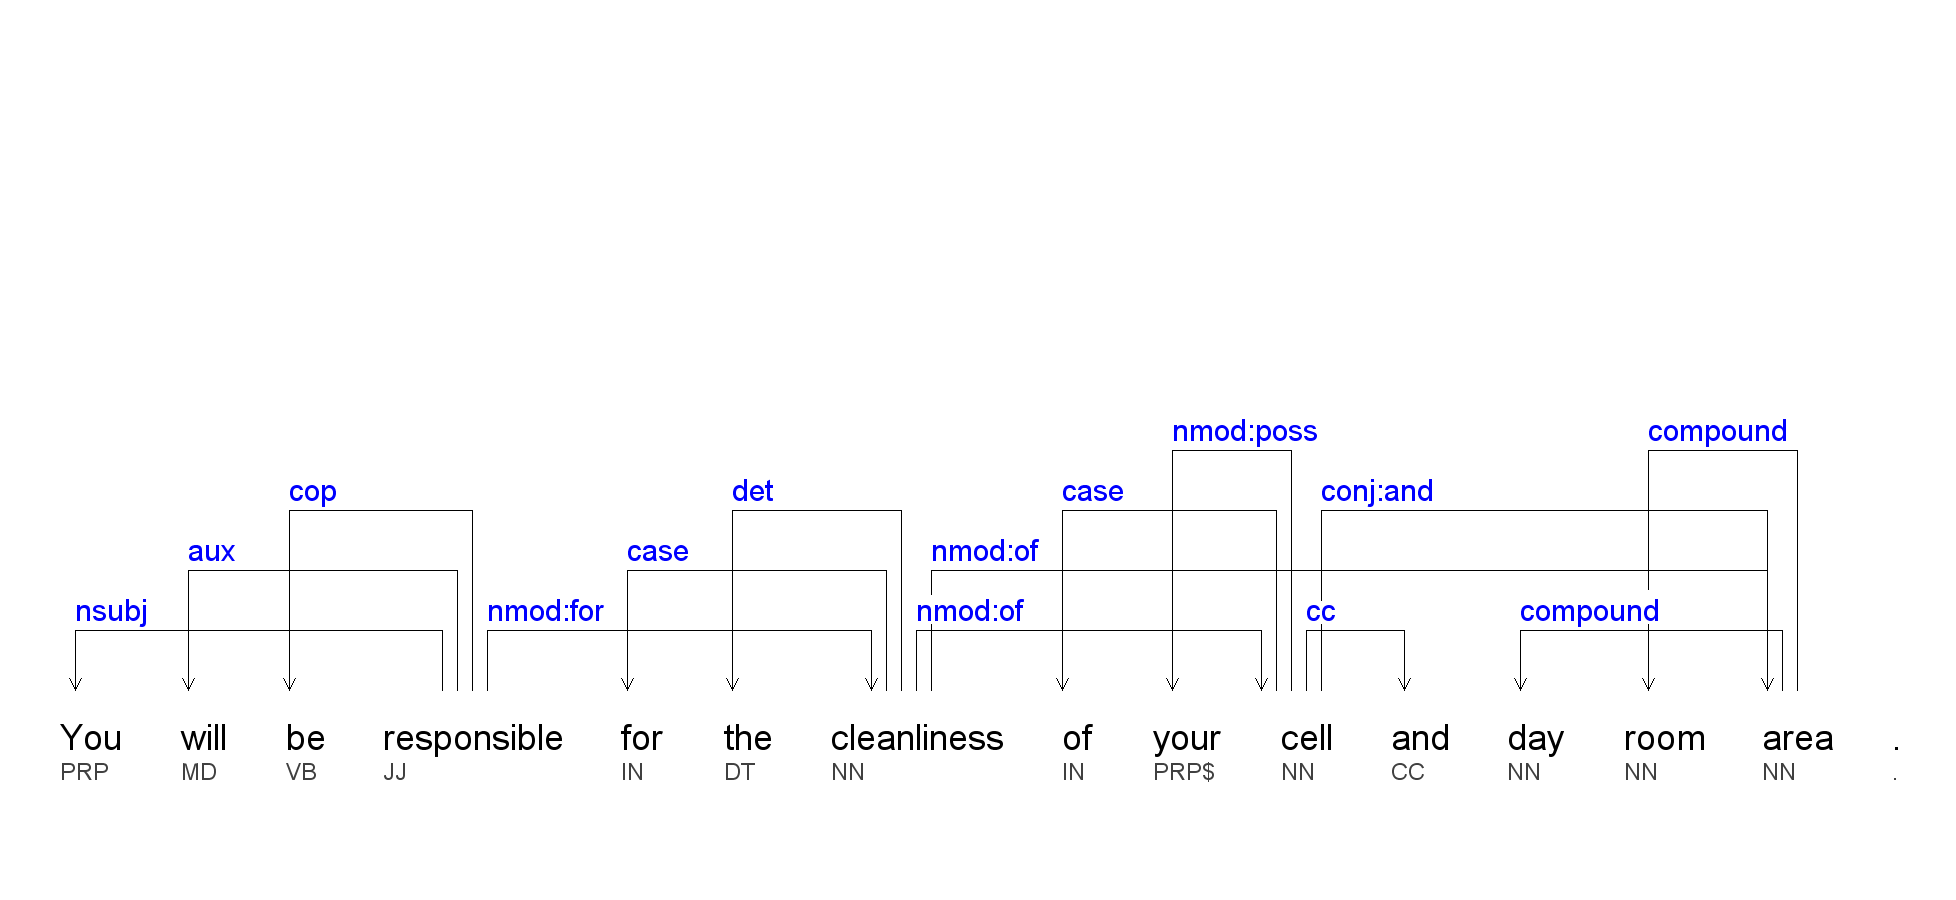 nmod:poss compound
cop det case conj:and
aux case nmod:of
nsubj nmod:for nmod:of cc compound
You will be responsible for the cleanliness of your cell and day room area .
PRP MD VB JJ IN DT NN IN PRP$ NN CC NN NN NN .